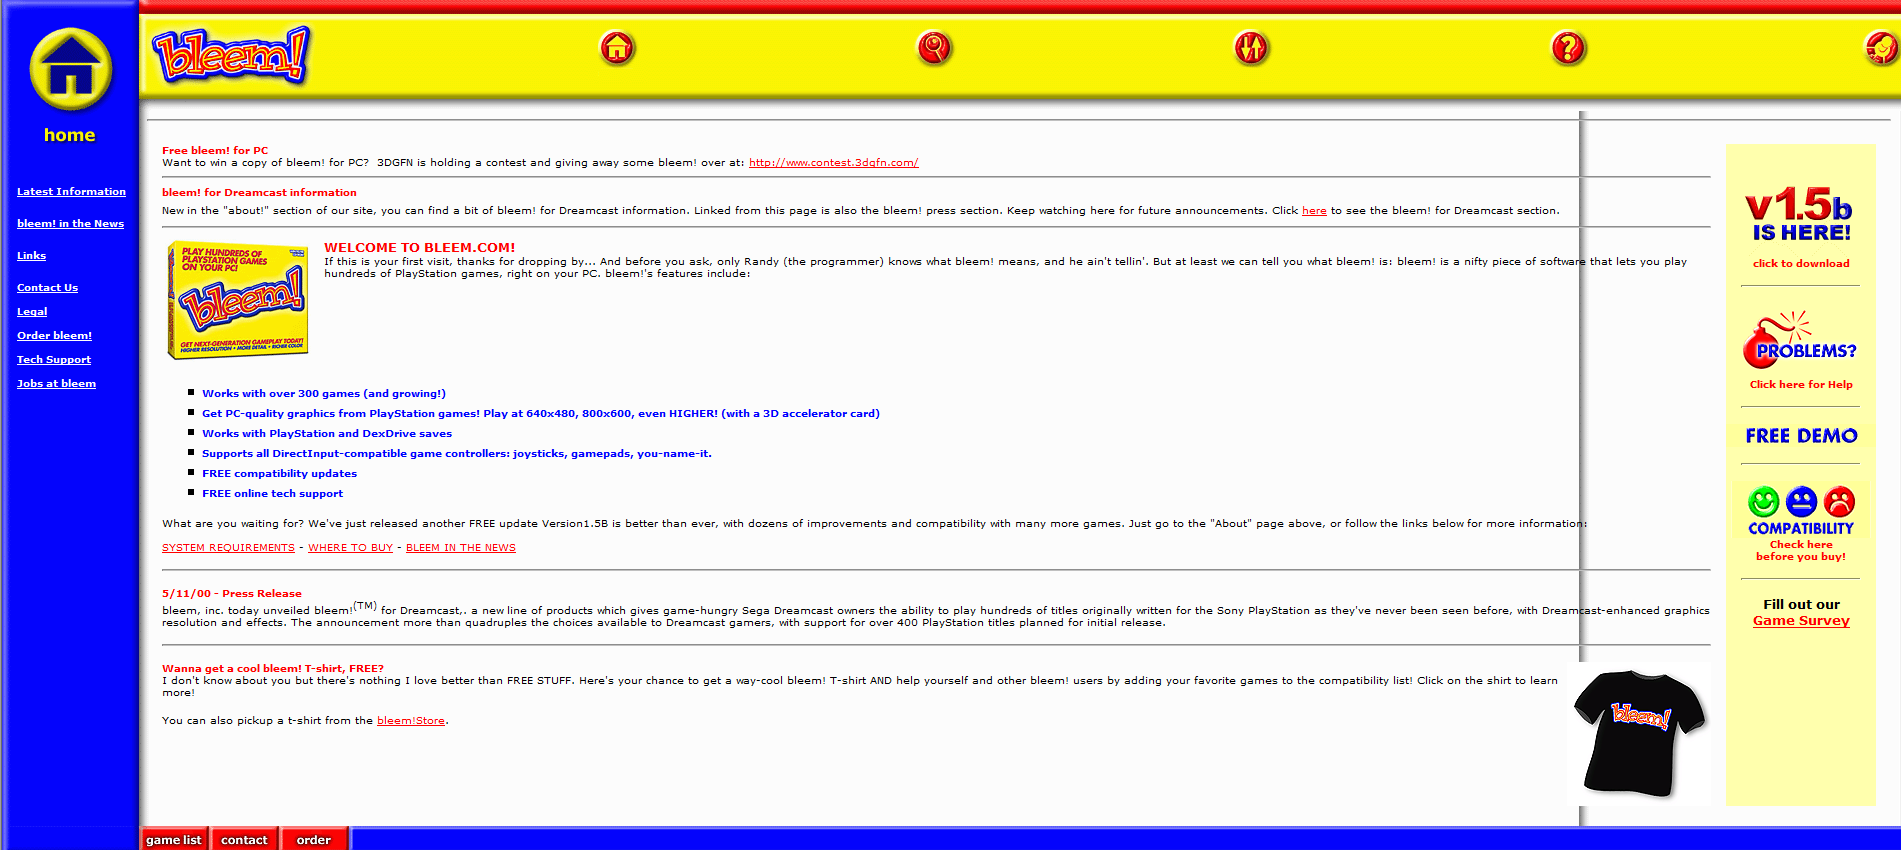 bleem!
home
Latest Information
bleem! in the News
Links
Contact Us
Legal
Order bleem!
Tech Support
Jobs at bleem
Free bleem! for PC
Want to win a copy of bleem! for PC?  3DGFN is holding a contest and giving away some bleem! over at: http://www.contest.3dgfn.com/
bleem! for Dreamcast information
New in the "about!" section of our site, you can find a bit of bleem! for Dreamcast information. Linked from this page is also the bleem! press section. Keep watching here for future announcements. Click here to see the bleem! for Dreamcast section.
PLAY HUNDREDS OF
PLAYSTATION GAMES
ON YOUR PC!
bleem!
GET NEXT-GENERATION GAMEPLAY TODAY!
HIGHER RESOLUTION • MORE DETAIL • RICHER COLOR
WELCOME TO BLEEM.COM!
If this is your first visit, thanks for dropping by... And before you ask, only Randy (the programmer) knows what bleem! means, and he ain't tellin'. But at least we can tell you what bleem! is: bleem! is a nifty piece of software that lets you play
hundreds of PlayStation games, right on your PC. bleem!'s features include:
Works with over 300 games (and growing!)
Get PC-quality graphics from PlayStation games! Play at 640x480, 800x600, even HIGHER! (with a 3D accelerator card)
Works with PlayStation and DexDrive saves
Supports all DirectInput-compatible game controllers: joysticks, gamepads, you-name-it.
FREE compatibility updates
FREE online tech support
What are you waiting for? We've just released another FREE update Version1.5B is better than ever, with dozens of improvements and compatibility with many more games. Just go to the "About" page above, or follow the links below for more information:
SYSTEM REQUIREMENTS - WHERE TO BUY - BLEEM IN THE NEWS
5/11/00 - Press Release
bleem, inc. today unveiled bleem!(TM) for Dreamcast,. a new line of products which gives game-hungry Sega Dreamcast owners the ability to play hundreds of titles originally written for the Sony PlayStation as they've never been seen before, with Dreamcast-enhanced graphics
resolution and effects. The announcement more than quadruples the choices available to Dreamcast gamers, with support for over 400 PlayStation titles planned for initial release.
Wanna get a cool bleem! T-shirt, FREE?
I don't know about you but there's nothing I love better than FREE STUFF. Here's your chance to get a way-cool bleem! T-shirt AND help yourself and other bleem! users by adding your favorite games to the compatibility list! Click on the shirt to learn
more!
You can also pickup a t-shirt from the bleem!Store.
bleem!
v1.5b
IS HERE!
click to download
PROBLEMS?
Click here for Help
FREE DEMO
COMPATIBILITY
Check here
before you buy!
Fill out our
Game Survey
game list
contact
order